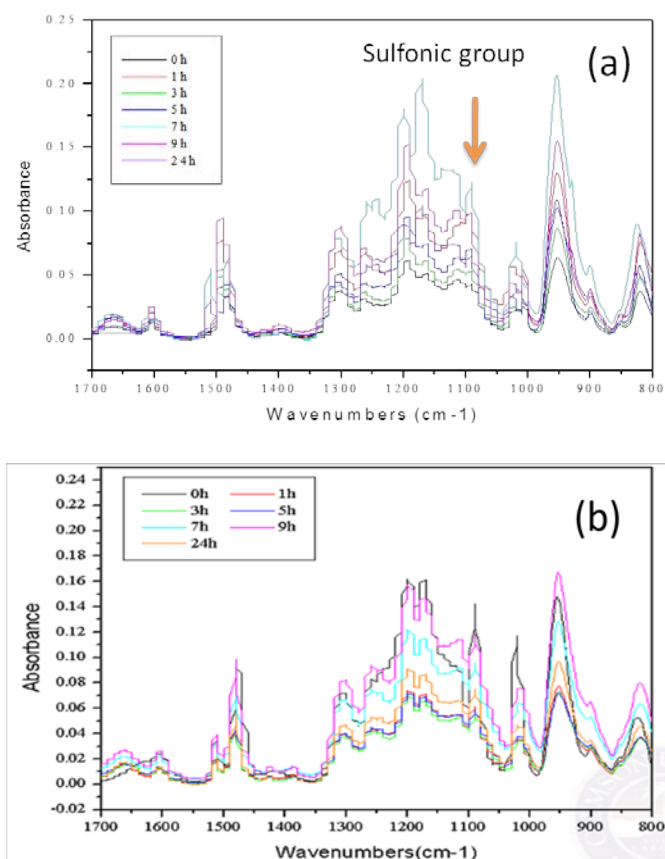 0.25
0.20
0.15
0.10
0.05
0.00
Absorbance
0 h
1 h
3 h
5 h
7 h
9 h
2 4 h
Sulfonic group
(a)
1700 1600 1500 1400 1300 1200 1100 1000 900 800
Wavenumbers (cm-1)
0.24
0.22
0.20
0.18
0.16
0.14
0.12
0.10
0.08
0.06
0.04
0.02
0.00
-0.02
Absorbance
0h 1h
3h 5h
7h 9h
24h
(b)
1700 1600 1500 1400 1300 1200 1100 1000 900 800
Wavenumbers(cm-1)